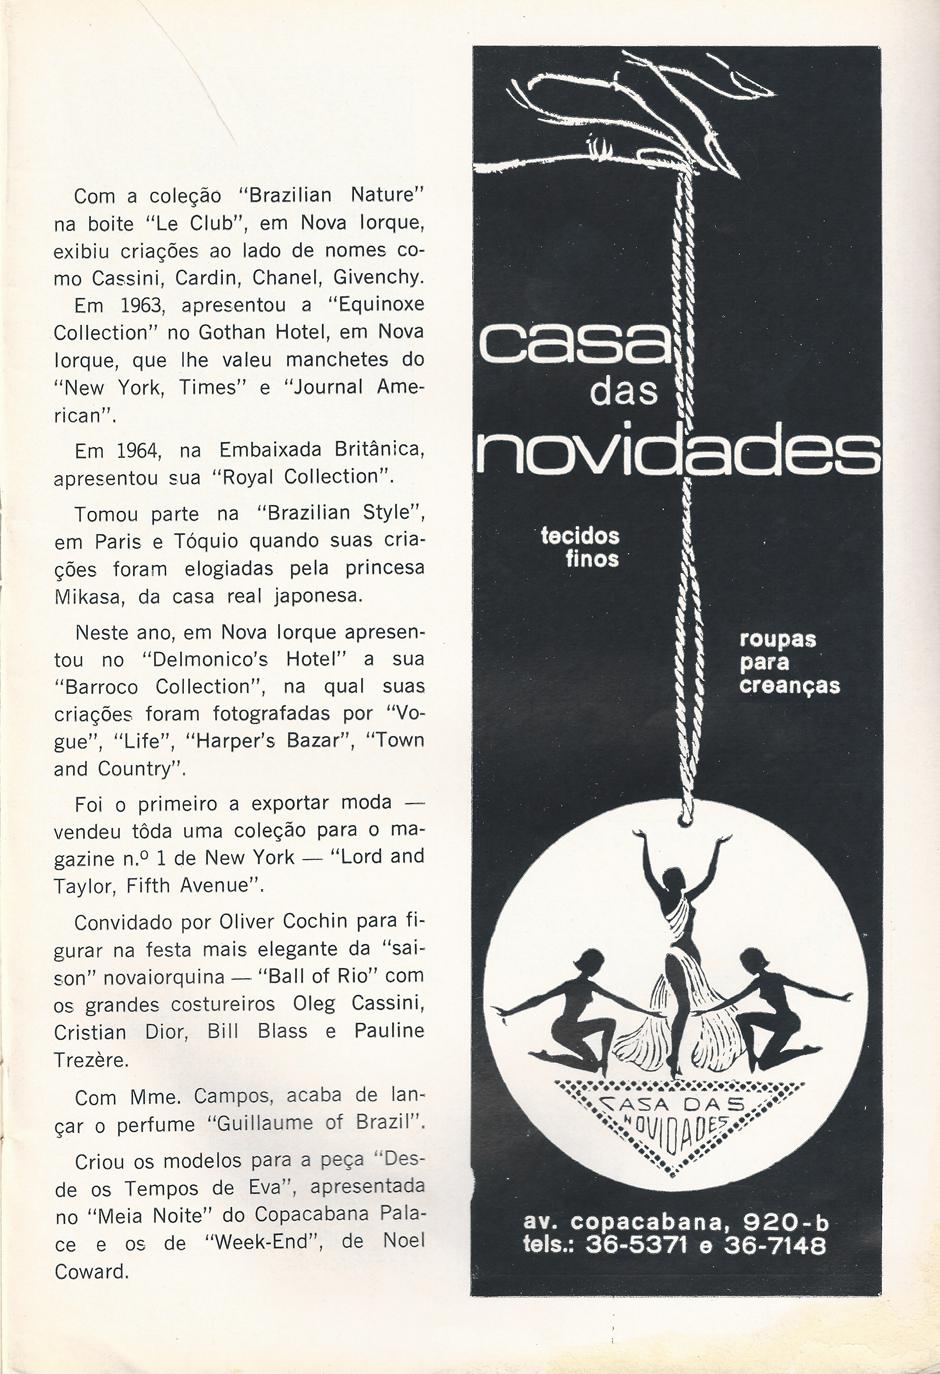 Com a coleção “Brazilian Nature”
na boite “Le Club”, em Nova Iorque,
exibiu criações ao lado de nomes co-
mo Cassini, Cardin, Chanel, Givenchy.
Em 1963, apresentou a “Equinoxe
Collection” no Gothan Hotel, em Nova
Iorque, que lhe valeu manchetes do
“New York, Times” e “Journal Ame-
rican”.
Em 1964, na Embaixada Britânica,
apresentou sua “Royal Collection”.
Tomou parte na “Brazilian Style”,
em Paris e Tóquio quando suas cria-
ções foram elogiadas pela princesa
Mikasa, da casa real japonesa.
Neste ano, em Nova Iorque apresen-
tou no “Delmonico’s Hotel” a sua
“Barroco Collection”, na qual suas
criações foram fotografadas por “Vo-
gue”, “Life”, “Harper’s Bazar”, “Town
and Country”.
Foi o primeiro a exportar moda —
vendeu tôda uma coleção para o ma-
gazine n.º 1 de New York — “Lord and
Taylor, Fifth Avenue”.
Convidado por Oliver Cochin para fi-
gurar na festa mais elegante da “sai-
son” novaiorquina — “Ball of Rio” com
os grandes costureiros Oleg Cassini,
Cristian Dior, Bill Blass e Pauline
Trezère.
Com Mme. Campos, acaba de lan-
çar o perfume “Guillaume of Brazil”.
Criou os modelos para a peça “Des-
de os Tempos de Eva”, apresentada
no “Meia Noite” do Copacabana Pala-
ce e os de “Week-End”, de Noel
Coward.
casa
das
novidades
tecidos
finos
roupas
para
creanças
CASA DAS
NOVIDADES
av. copacabana, 920-b
tels.: 36-5371 e 36-7148